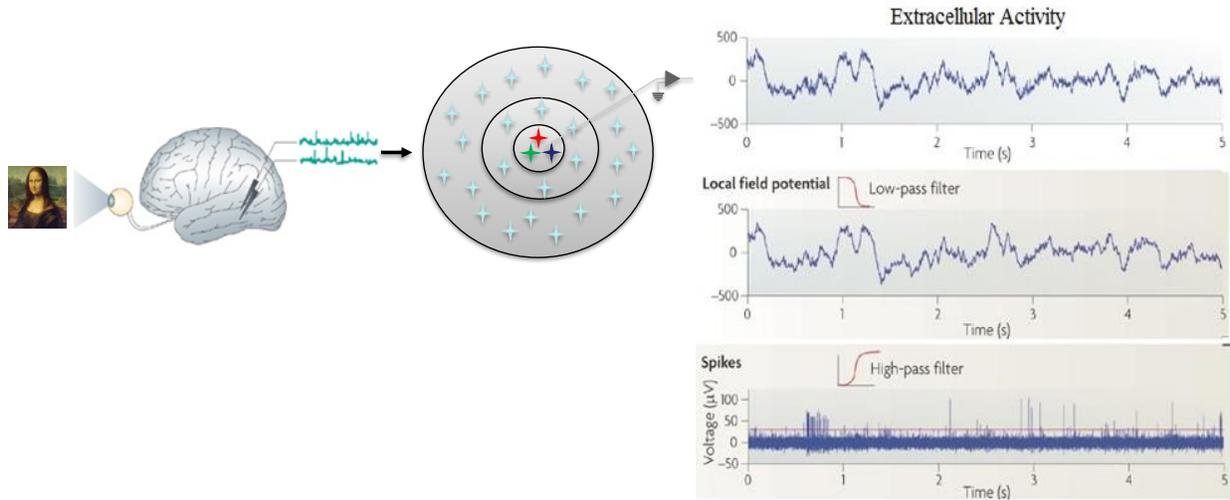 Extracellular Activity
500
0
−500
0 1 2 3 4 5
Time (s)
Local field potential
Low-pass filter
500
0
−500
0 1 2 3 4 5
Time (s)
Spikes
High-pass filter
Voltage (µV)
100
50
0
−50
0 1 2 3 4 5
Time (s)